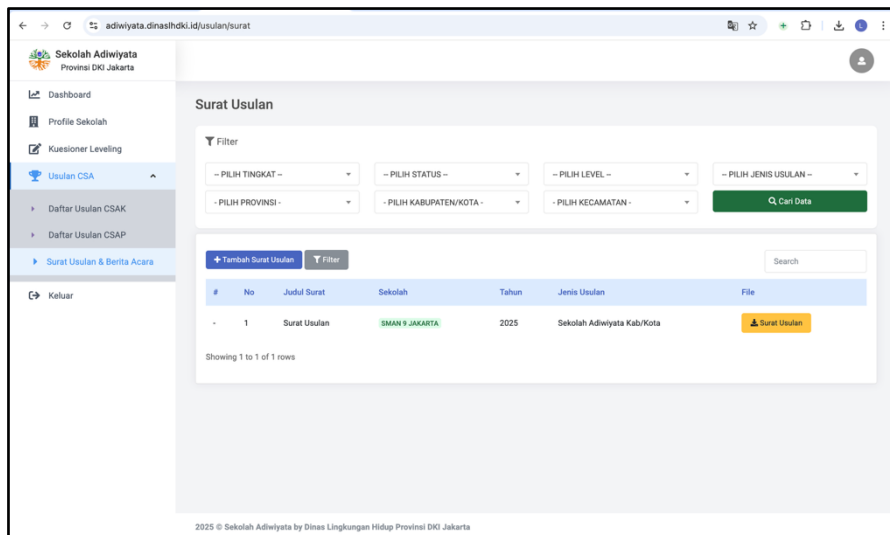 adiwiyata.dinaslhdki.id/usulan/surat
L
Sekolah Adiwiyata
Provinsi DKI Jakarta
Dashboard
Profile Sekolah
Kuesioner Leveling
Usulan CSA
Daftar Usulan CSAK
Daftar Usulan CSAP
Surat Usulan & Berita Acara
Keluar
Surat Usulan
Filter
-- PILIH TINGKAT -- -- PILIH STATUS -- -- PILIH LEVEL -- -- PILIH JENIS USULAN --
- PILIH PROVINSI - - PILIH KABUPATEN/KOTA - - PILIH KECAMATAN - Cari Data
+ Tambah Surat Usulan Filter Search
# No Judul Surat Sekolah Tahun Jenis Usulan File
- 1 Surat Usulan SMAN 9 JAKARTA 2025 Sekolah Adiwiyata Kab/Kota Surat Usulan
Showing 1 to 1 of 1 rows
2025 © Sekolah Adiwiyata by Dinas Lingkungan Hidup Provinsi DKI Jakarta